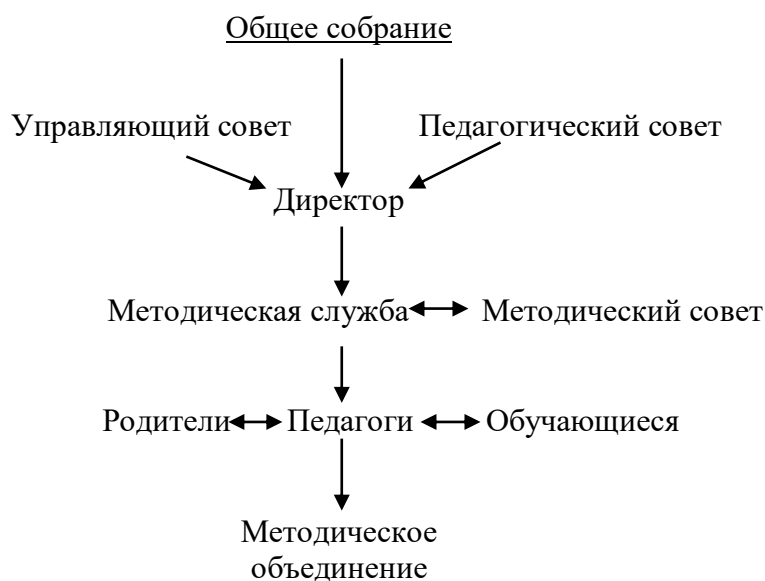 Общее собрание
Управляющий совет
Педагогический совет
Директор
Методическая служба
Методический совет
Родители
Педагоги
Обучающиеся
Методическое
объединение